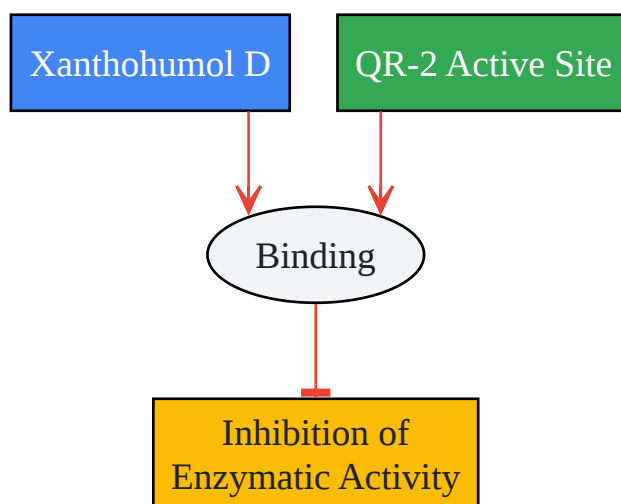 Xanthohumol D
QR-2 Active Site
Binding
Inhibition of
Enzymatic Activity